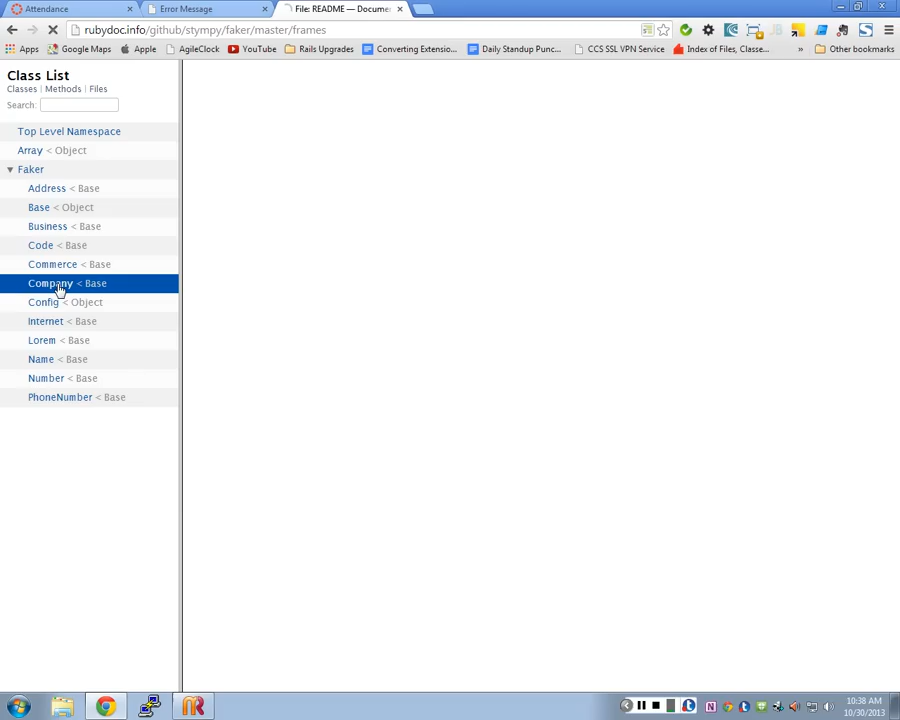 Attendance
Error Message
File: README — Docume:
rubydoc.info/github/stympy/faker/master/frames
Apps Google Maps Apple AgileClock YouTube Rails Upgrades Converting Extensio... Daily Standup Punc... CCS SSL VPN Service Index of Files, Classe... » Other bookmarks
Class List
Classes | Methods | Files
Search:
Top Level Namespace
Array < Object
Faker
Address < Base
Base < Object
Business < Base
Code < Base
Commerce < Base
Company < Base
Config < Object
Internet < Base
Lorem < Base
Name < Base
Number < Base
PhoneNumber < Base
10:38 AM
10/30/2013